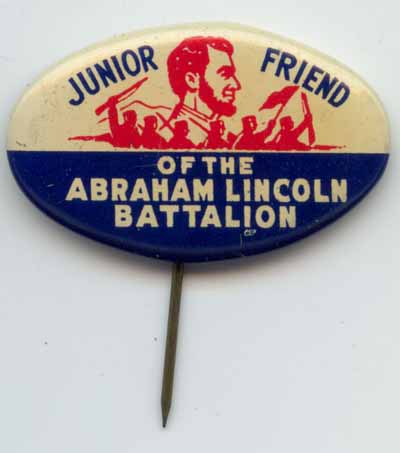 JUNIOR FRIEND
OF THE
ABRAHAM LINCOLN
BATTALION